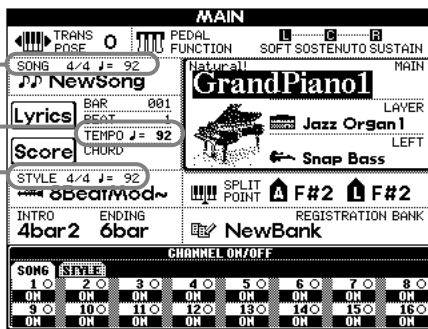 MAIN
TRANSPOSE 0
PEDAL FUNCTION
L C R
SOFT SOSTENUTO SUSTAIN
SONG 4/4 ♩= 92
NewSong
Natural! MAIN
GrandPiano1
Lyrics
BAR 001
BEAT 1
TEMPO ♩= 92
CHORD
Score
LAYER
Jazz Organ1
LEFT
Snap Bass
STYLE 4/4 ♩= 92
8BeatMod~
SPLIT POINT A F#2 L F#2
INTRO ENDING
4bar2 6bar
REGISTRATION BANK
NewBank
CHANNEL ON/OFF
SONG STYLE
1 2 3 4 5 6 7 8
ON ON ON ON ON ON ON ON
9 10 11 12 13 14 15 16
ON ON ON ON ON ON ON ON